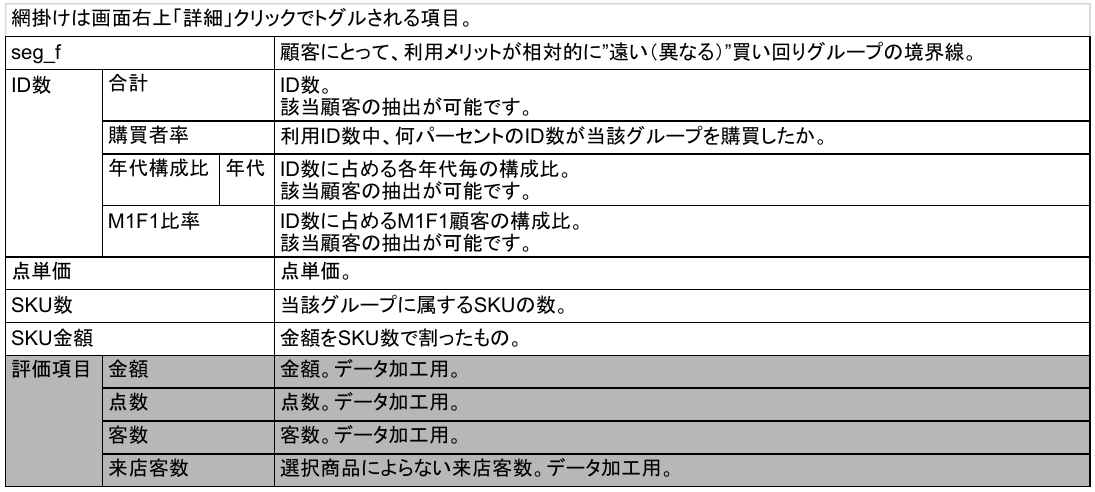 網掛けは画面右上「詳細」クリックでトグルされる項目。
seg_f 顧客にとって、利用メリットが相対的に”遠い(異なる)”買い回りグループの境界線。
ID数 合計 ID数。
該当顧客の抽出が可能です。
購買者率 利用ID数中、何パーセントのID数が当該グループを購買したか。
年代構成比 年代 ID数に占める各年代毎の構成比。
該当顧客の抽出が可能です。
M1F1比率 ID数に占めるM1F1顧客の構成比。
該当顧客の抽出が可能です。
点単価 点単価。
SKU数 当該グループに属するSKUの数。
SKU金額 金額をSKU数で割ったもの。
評価項目 金額 金額。データ加工用。
点数 点数。データ加工用。
客数 客数。データ加工用。
来店客数 選択商品によらない来店客数。データ加工用。